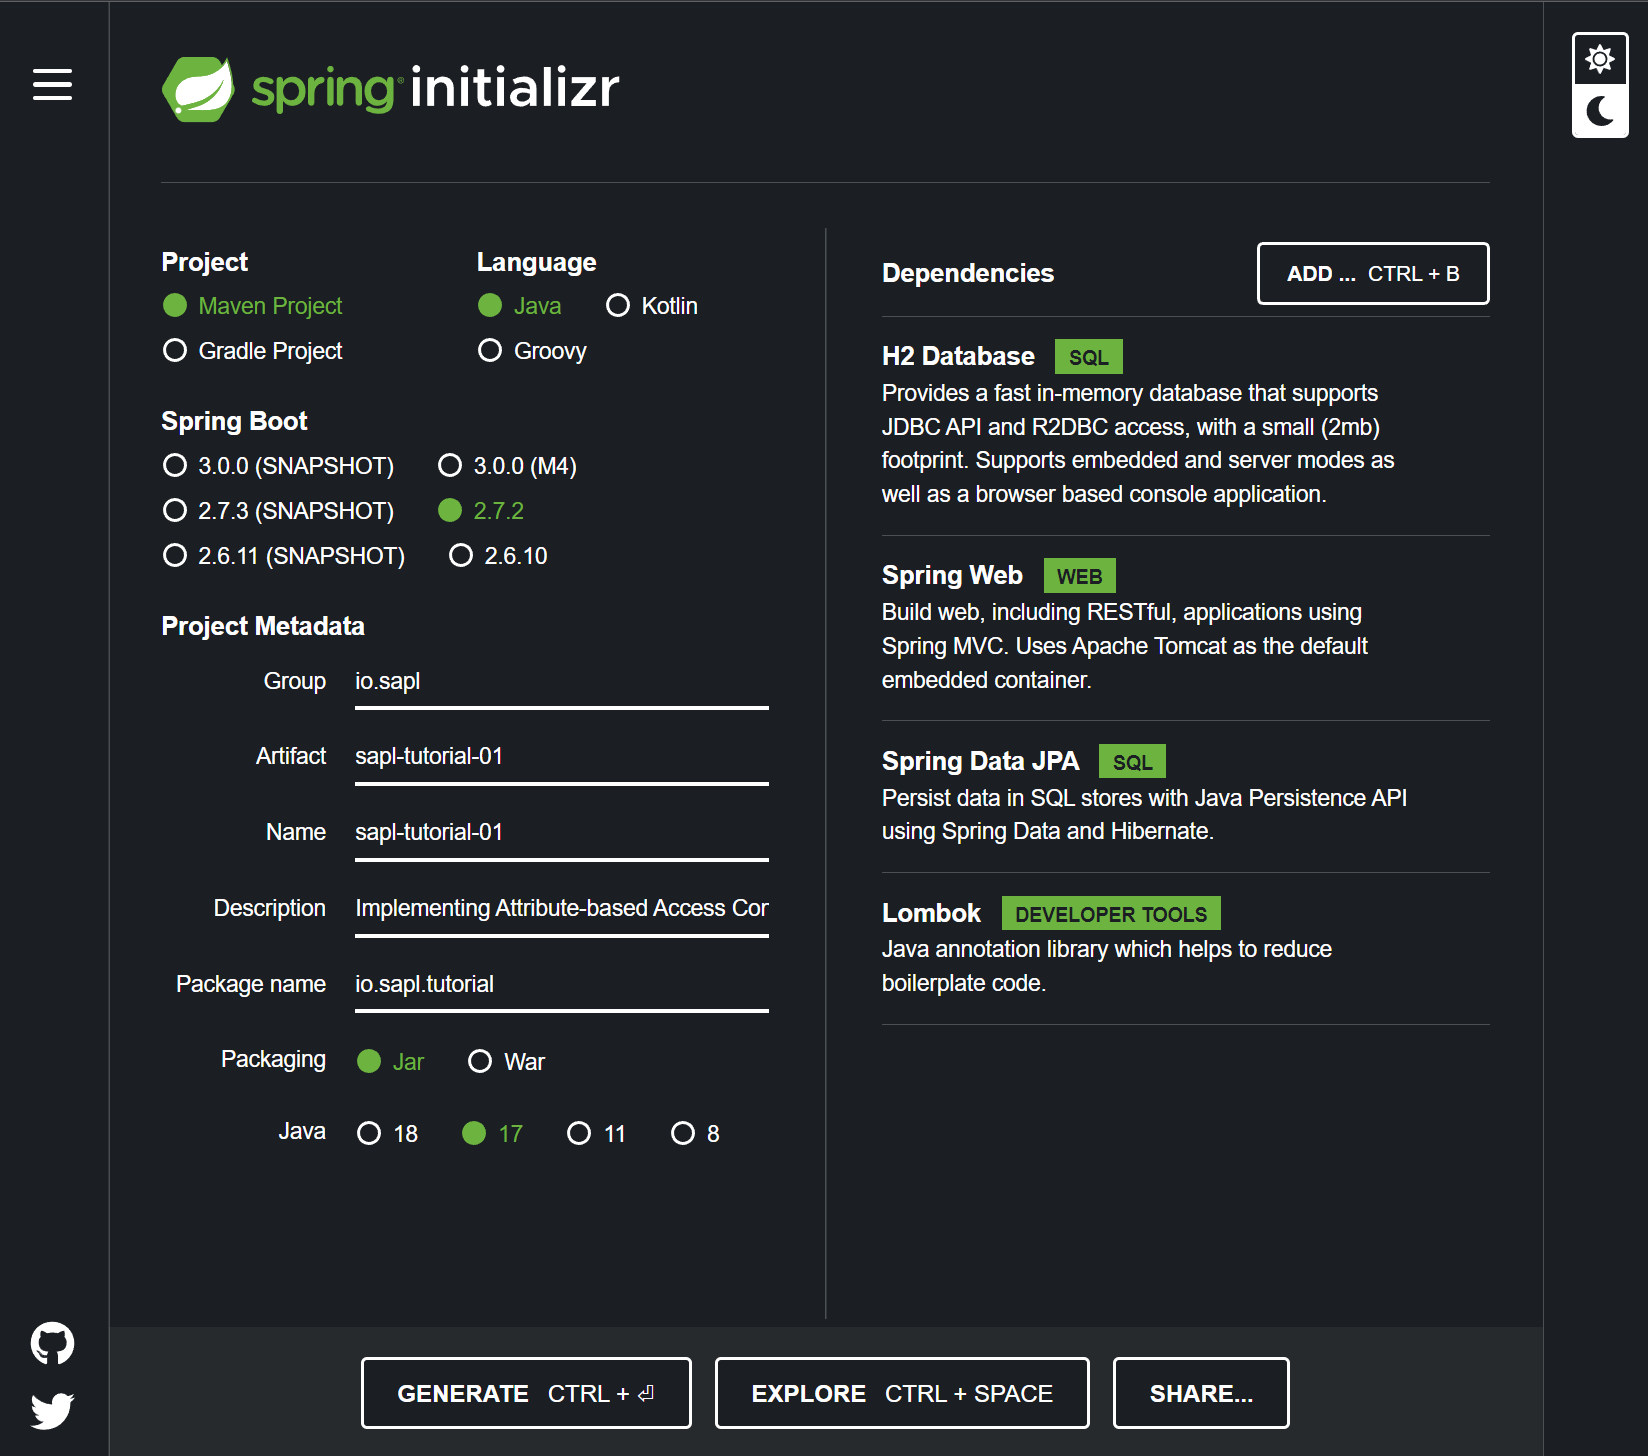 spring initializr
Project
Maven Project
Gradle Project
Language
Java Kotlin
Groovy
Spring Boot
3.0.0 (SNAPSHOT) 3.0.0 (M4)
2.7.3 (SNAPSHOT) 2.7.2
2.6.11 (SNAPSHOT) 2.6.10
Project Metadata
Group io.sapl
Artifact sapl-tutorial-01
Name sapl-tutorial-01
Description Implementing Attribute-based Access Cor
Package name io.sapl.tutorial
Packaging Jar War
Java 18 17 11 8
Dependencies
ADD ... CTRL + B
H2 Database SQL
Provides a fast in-memory database that supports
JDBC API and R2DBC access, with a small (2mb)
footprint. Supports embedded and server modes as
well as a browser based console application.
Spring Web WEB
Build web, including RESTful, applications using
Spring MVC. Uses Apache Tomcat as the default
embedded container.
Spring Data JPA SQL
Persist data in SQL stores with Java Persistence API
using Spring Data and Hibernate.
Lombok DEVELOPER TOOLS
Java annotation library which helps to reduce
boilerplate code.
GENERATE CTRL + ⏎
EXPLORE CTRL + SPACE
SHARE...